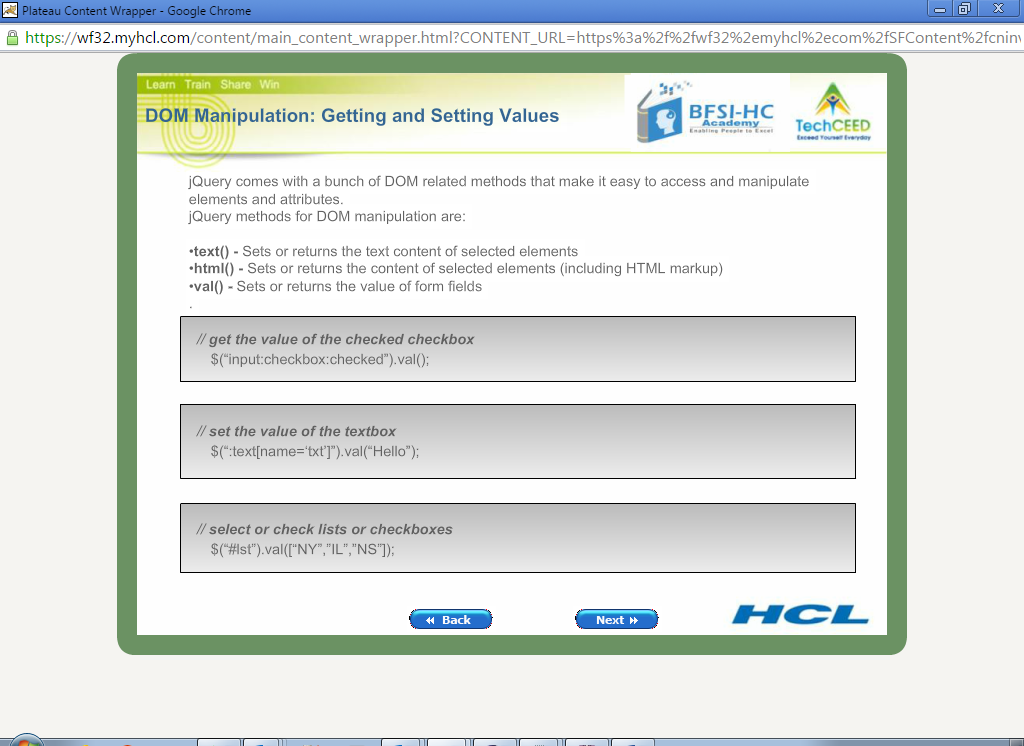 Plateau Content Wrapper - Google Chrome
https://wf32.myhcl.com/content/main_content_wrapper.html?CONTENT_URL=https%3a%2f%2fwf32%2emyhcl%2ecom%2fSFContent%2fcninv
Learn Train Share Win
DOM Manipulation: Getting and Setting Values
BFSI-HC
Academy
Enabling People to Excel
TechCEED
Exceed Yourself Everyday
jQuery comes with a bunch of DOM related methods that make it easy to access and manipulate
elements and attributes.
jQuery methods for DOM manipulation are:
•text() - Sets or returns the text content of selected elements
•html() - Sets or returns the content of selected elements (including HTML markup)
•val() - Sets or returns the value of form fields
.
// get the value of the checked checkbox
$(“input:checkbox:checked”).val();
// set the value of the textbox
$(“:text[name=‘txt’]”).val(“Hello”);
// select or check lists or checkboxes
$(“#lst”).val([“NY”,”IL”,”NS”]);
Back
Next
HCL